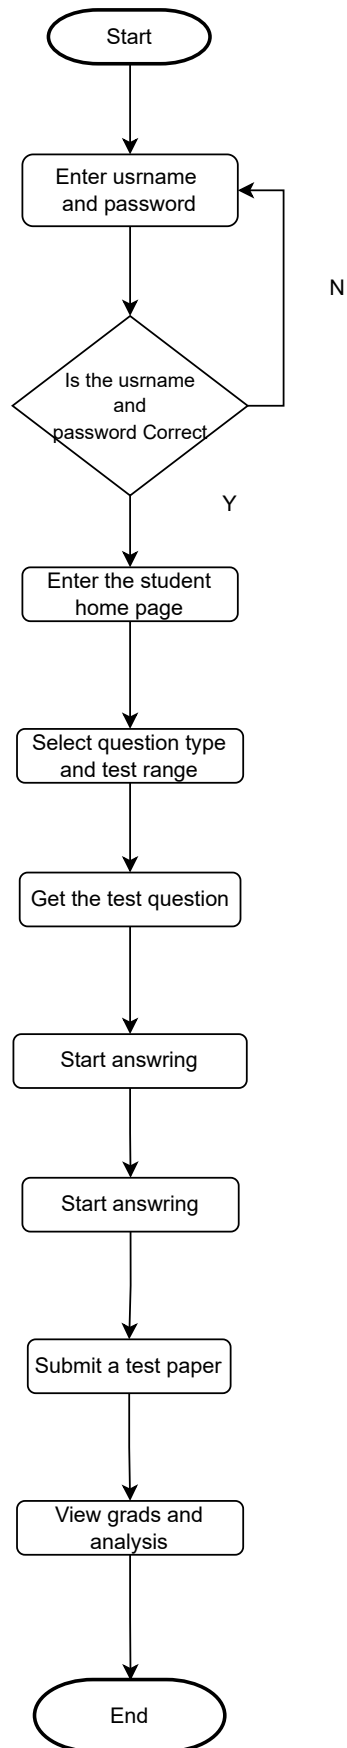 Start
Enter usrname
and password
N
Is the usrname
and
password Correct
Y
Enter the student
home page
Select question type
and test range
Get the test question
Start answring
Start answring
Submit a test paper
View grads and
analysis
End